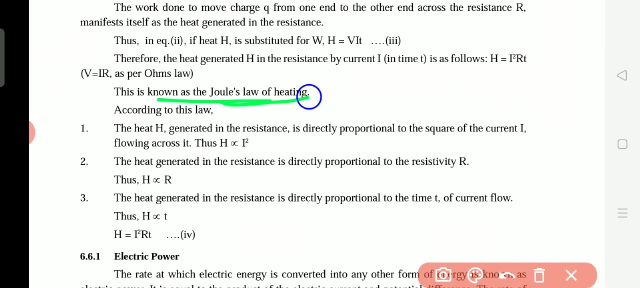 The work done to move charge q from one end to the other end across the resistance R,
manifests itself as the heat generated in the resistance.
Thus, in eq.(ii), if heat H, is substituted for W, H = VIt ….(iii)
Therefore, the heat generated H in the resistance by current I (in time t) is as follows: H = I²Rt
(V=IR, as per Ohms law)
This is known as the Joule's law of heating.
According to this law,
1. The heat H, generated in the resistance, is directly proportional to the square of the current I,
flowing across it. Thus H ∝ I²
2. The heat generated in the resistance is directly proportional to the resistivity R.
Thus, H ∝ R
3. The heat generated in the resistance is directly proportional to the time t, of current flow.
Thus, H ∝ t
H = I²Rt ….(iv)
6.6.1 Electric Power
The rate at which electric energy is converted into any other form of energy is known as